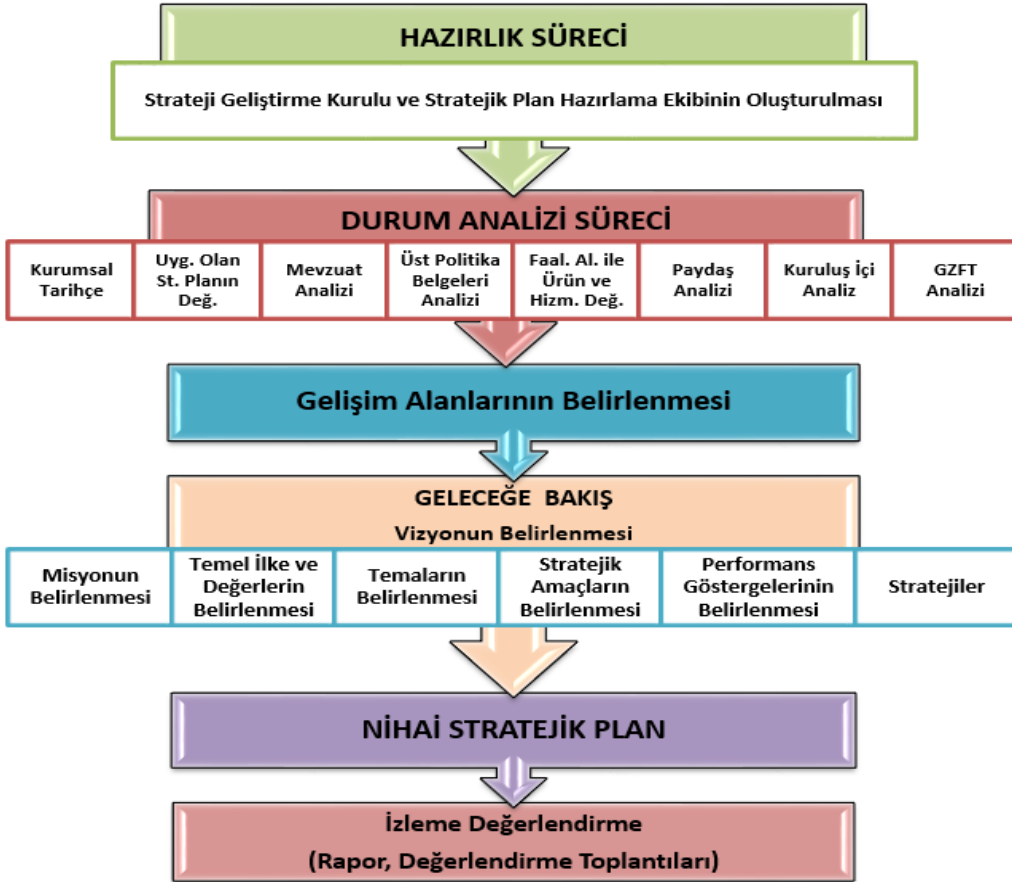 HAZIRLIK SÜRECİ
Strateji Geliştirme Kurulu ve Stratejik Plan Hazırlama Ekibinin Oluşturulması
DURUM ANALİZİ SÜRECİ
Kurumsal
Tarihçe
Uyg. Olan
St. Planın
Değ.
Mevzuat
Analizi
Üst Politika
Belgeleri
Analizi
Faal. Al. ile
Ürün ve
Hizm. Değ.
Paydaş
Analizi
Kuruluş İçi
Analiz
GZFT
Analizi
Gelişim Alanlarının Belirlenmesi
GELECEĞE BAKIŞ
Vizyonun Belirlenmesi
Misyonun
Belirlenmesi
Temel İlke ve
Değerlerin
Belirlenmesi
Temaların
Belirlenmesi
Stratejik
Amaçların
Belirlenmesi
Performans
Göstergelerinin
Belirlenmesi
Stratejiler
NİHAİ STRATEJİK PLAN
İzleme Değerlendirme
(Rapor, Değerlendirme Toplantıları)